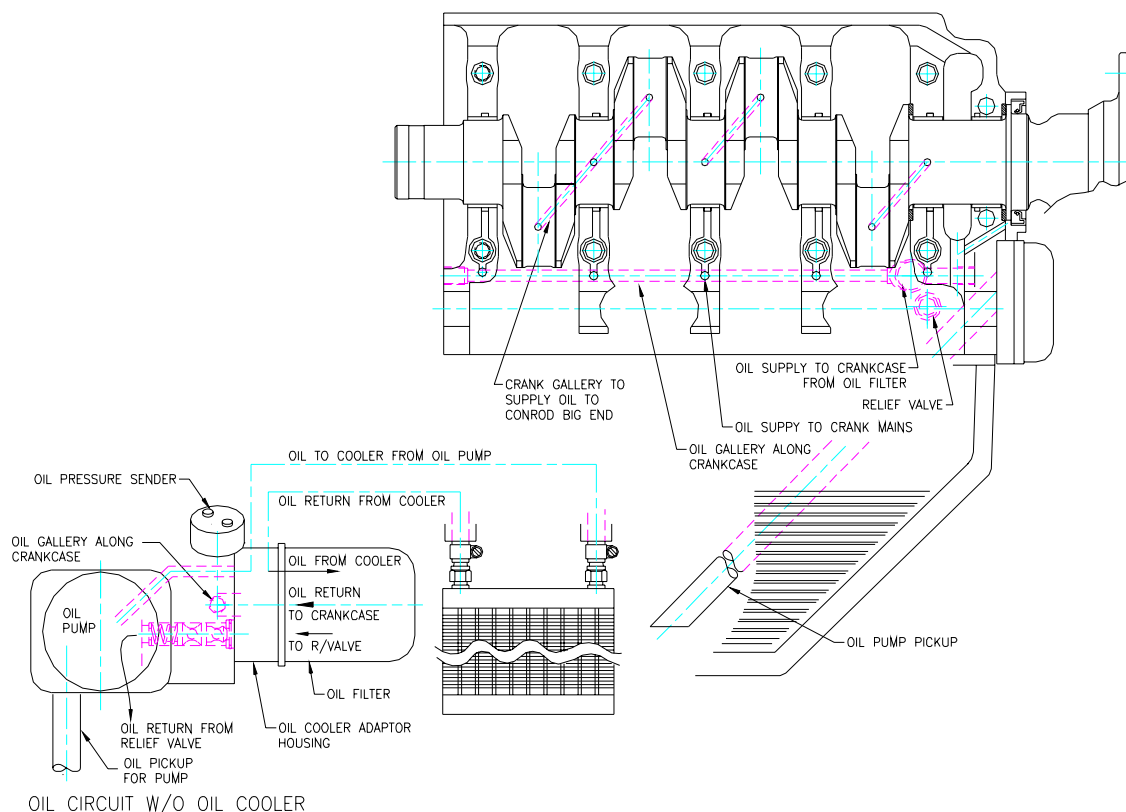 OIL SUPPLY TO CRANKCASE
FROM OIL FILTER
CRANK GALLERY TO
SUPPLY OIL TO
CONROD BIG END
RELIEF VALVE
OIL SUPPY TO CRANK MAINS
OIL GALLERY ALONG
CRANKCASE
OIL TO COOLER FROM OIL PUMP
OIL PRESSURE SENDER
OIL RETURN FROM COOLER
OIL GALLERY ALONG
CRANKCASE
OIL FROM COOLER
OIL RETURN
TO CRANKCASE
OIL
PUMP
TO R/VALVE
OIL PUMP PICKUP
OIL FILTER
OIL RETURN FROM
RELIEF VALVE
OIL COOLER ADAPTOR
HOUSING
OIL PICKUP
FOR PUMP
OIL CIRCUIT W/O OIL COOLER